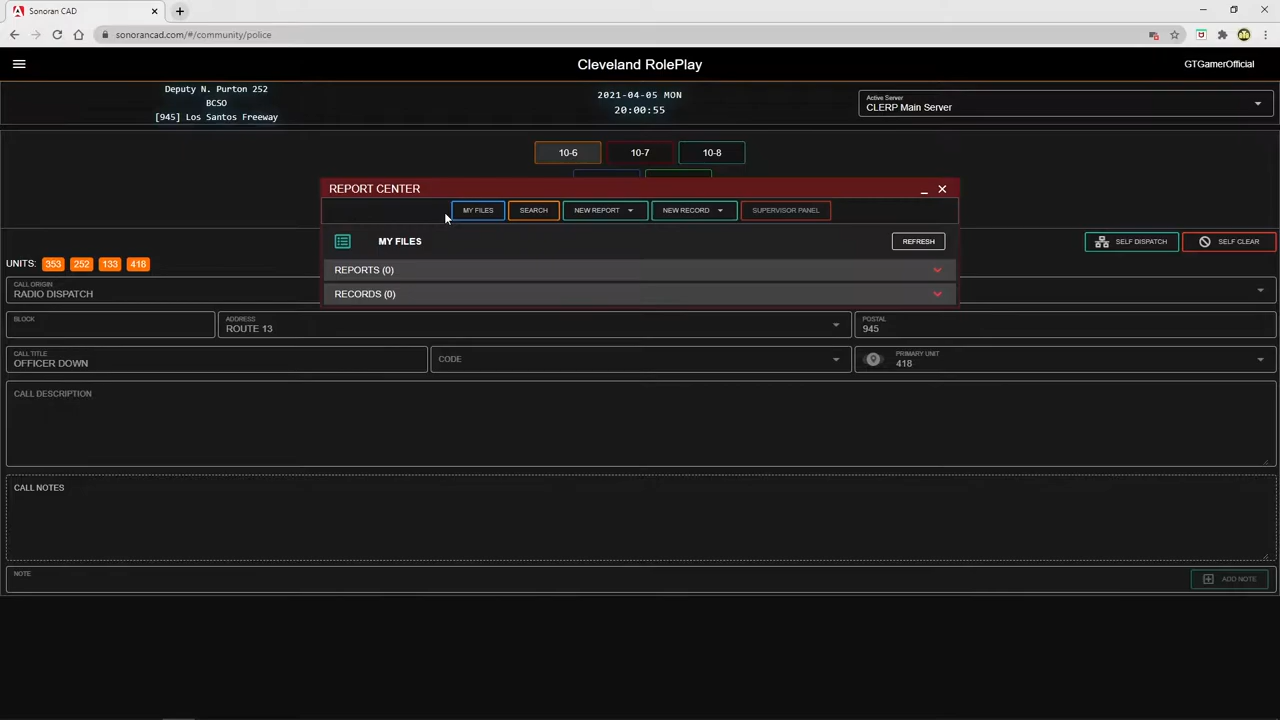 Sonoran CAD
sonorancad.com/#/community/police
Cleveland RolePlay
GTGamerOfficial
Deputy N. Purton 252
BCSO
[945] Los Santos Freeway
2021-04-05 MON
20:00:55
Active Server
CLERP Main Server
10-6
10-7
10-8
REPORT CENTER
MY FILES
SEARCH
NEW REPORT
NEW RECORD
SUPERVISOR PANEL
MY FILES
REFRESH
REPORTS (0)
RECORDS (0)
SELF DISPATCH
SELF CLEAR
UNITS: 353 252 133 418
CALL ORIGIN
RADIO DISPATCH
BLOCK
ADDRESS
ROUTE 13
POSTAL
945
CALL TITLE
OFFICER DOWN
CODE
PRIMARY UNIT
418
CALL DESCRIPTION
CALL NOTES
NOTE
ADD NOTE